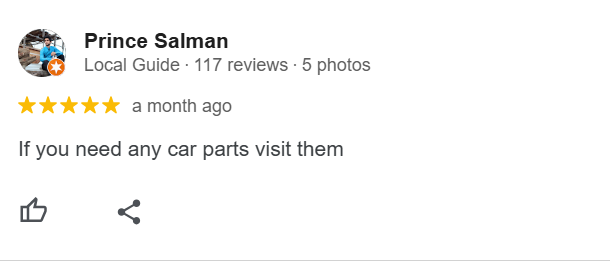 Prince Salman
Local Guide · 117 reviews · 5 photos
a month ago
If you need any car parts visit them